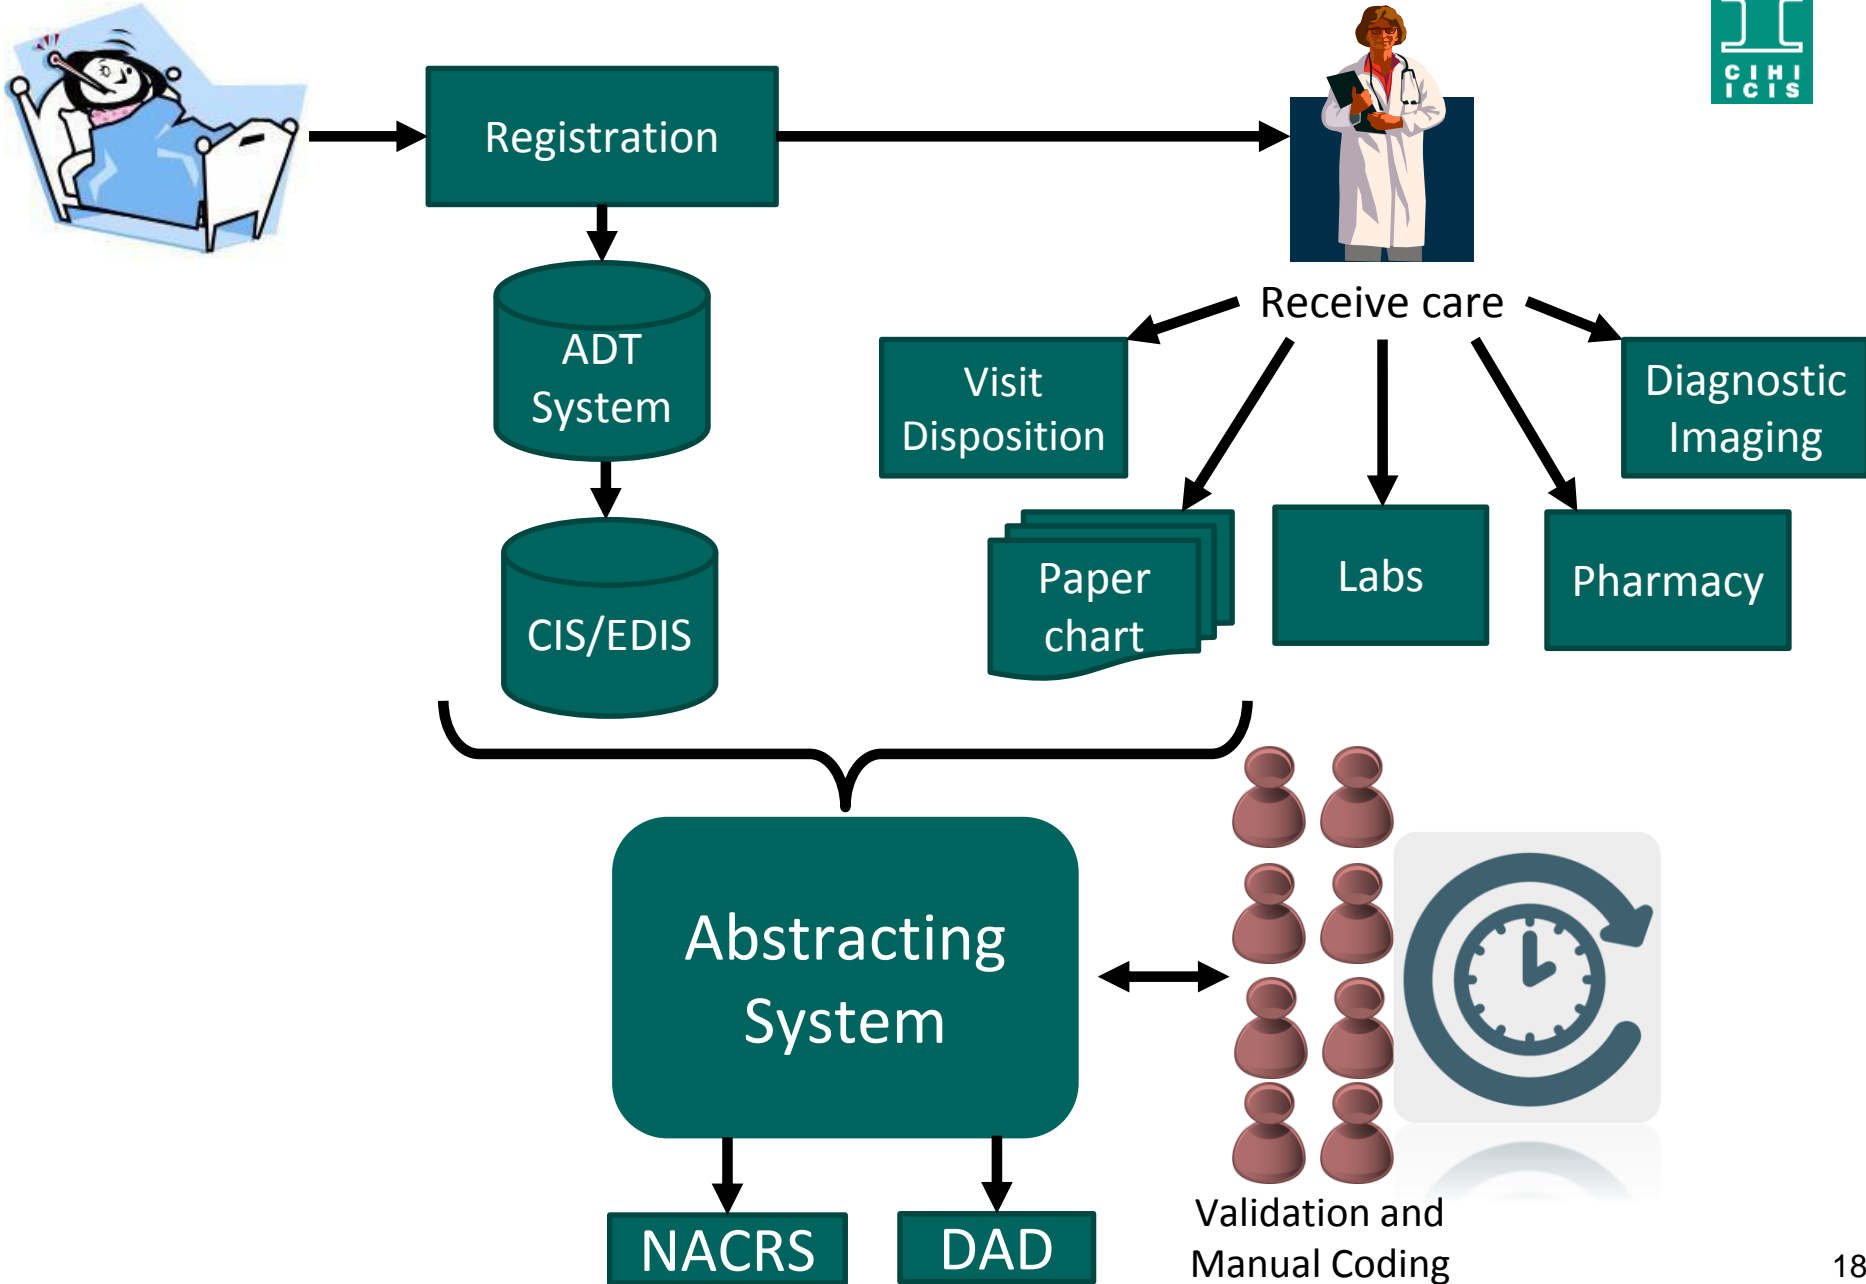 CIHI
ICIS
Registration
Receive care
ADT
System
Visit
Disposition
Diagnostic
Imaging
CIS/EDIS
Paper
chart
Labs
Pharmacy
Abstracting
System
NACRS
DAD
Validation and
Manual Coding
18